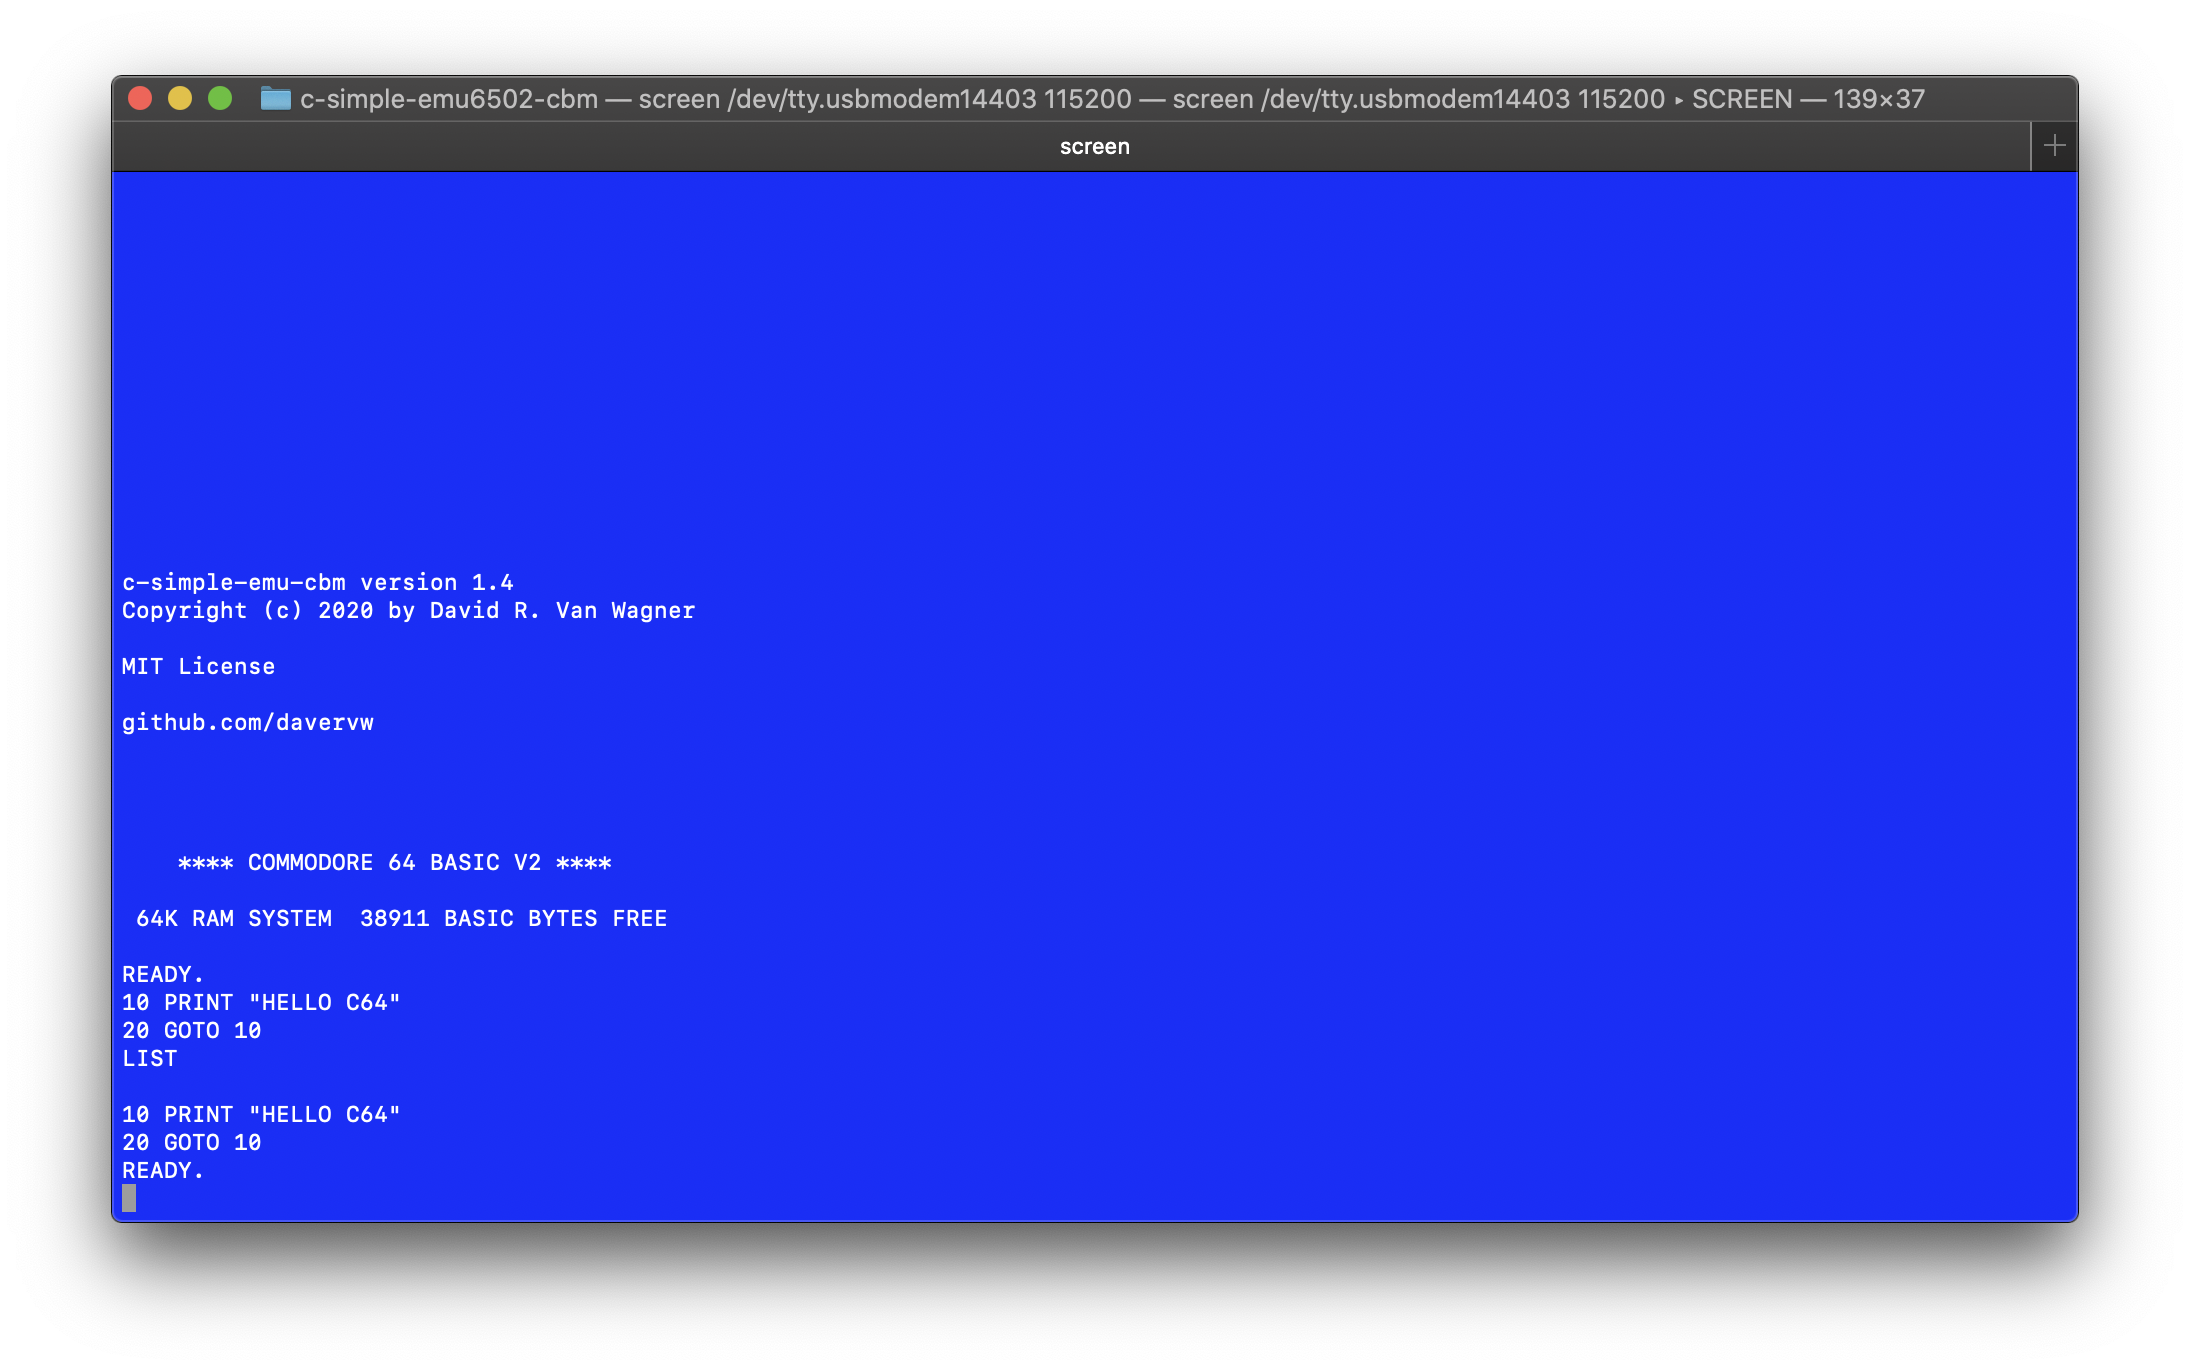 c-simple-emu6502-cbm — screen /dev/tty.usbmodem14403 115200 — screen /dev/tty.usbmodem14403 115200 ▸ SCREEN — 139×37
screen
c-simple-emu-cbm version 1.4
Copyright (c) 2020 by David R. Van Wagner
MIT License
github.com/davervw
**** COMMODORE 64 BASIC V2 ****
64K RAM SYSTEM  38911 BASIC BYTES FREE
READY.
10 PRINT "HELLO C64"
20 GOTO 10
LIST
10 PRINT "HELLO C64"
20 GOTO 10
READY.